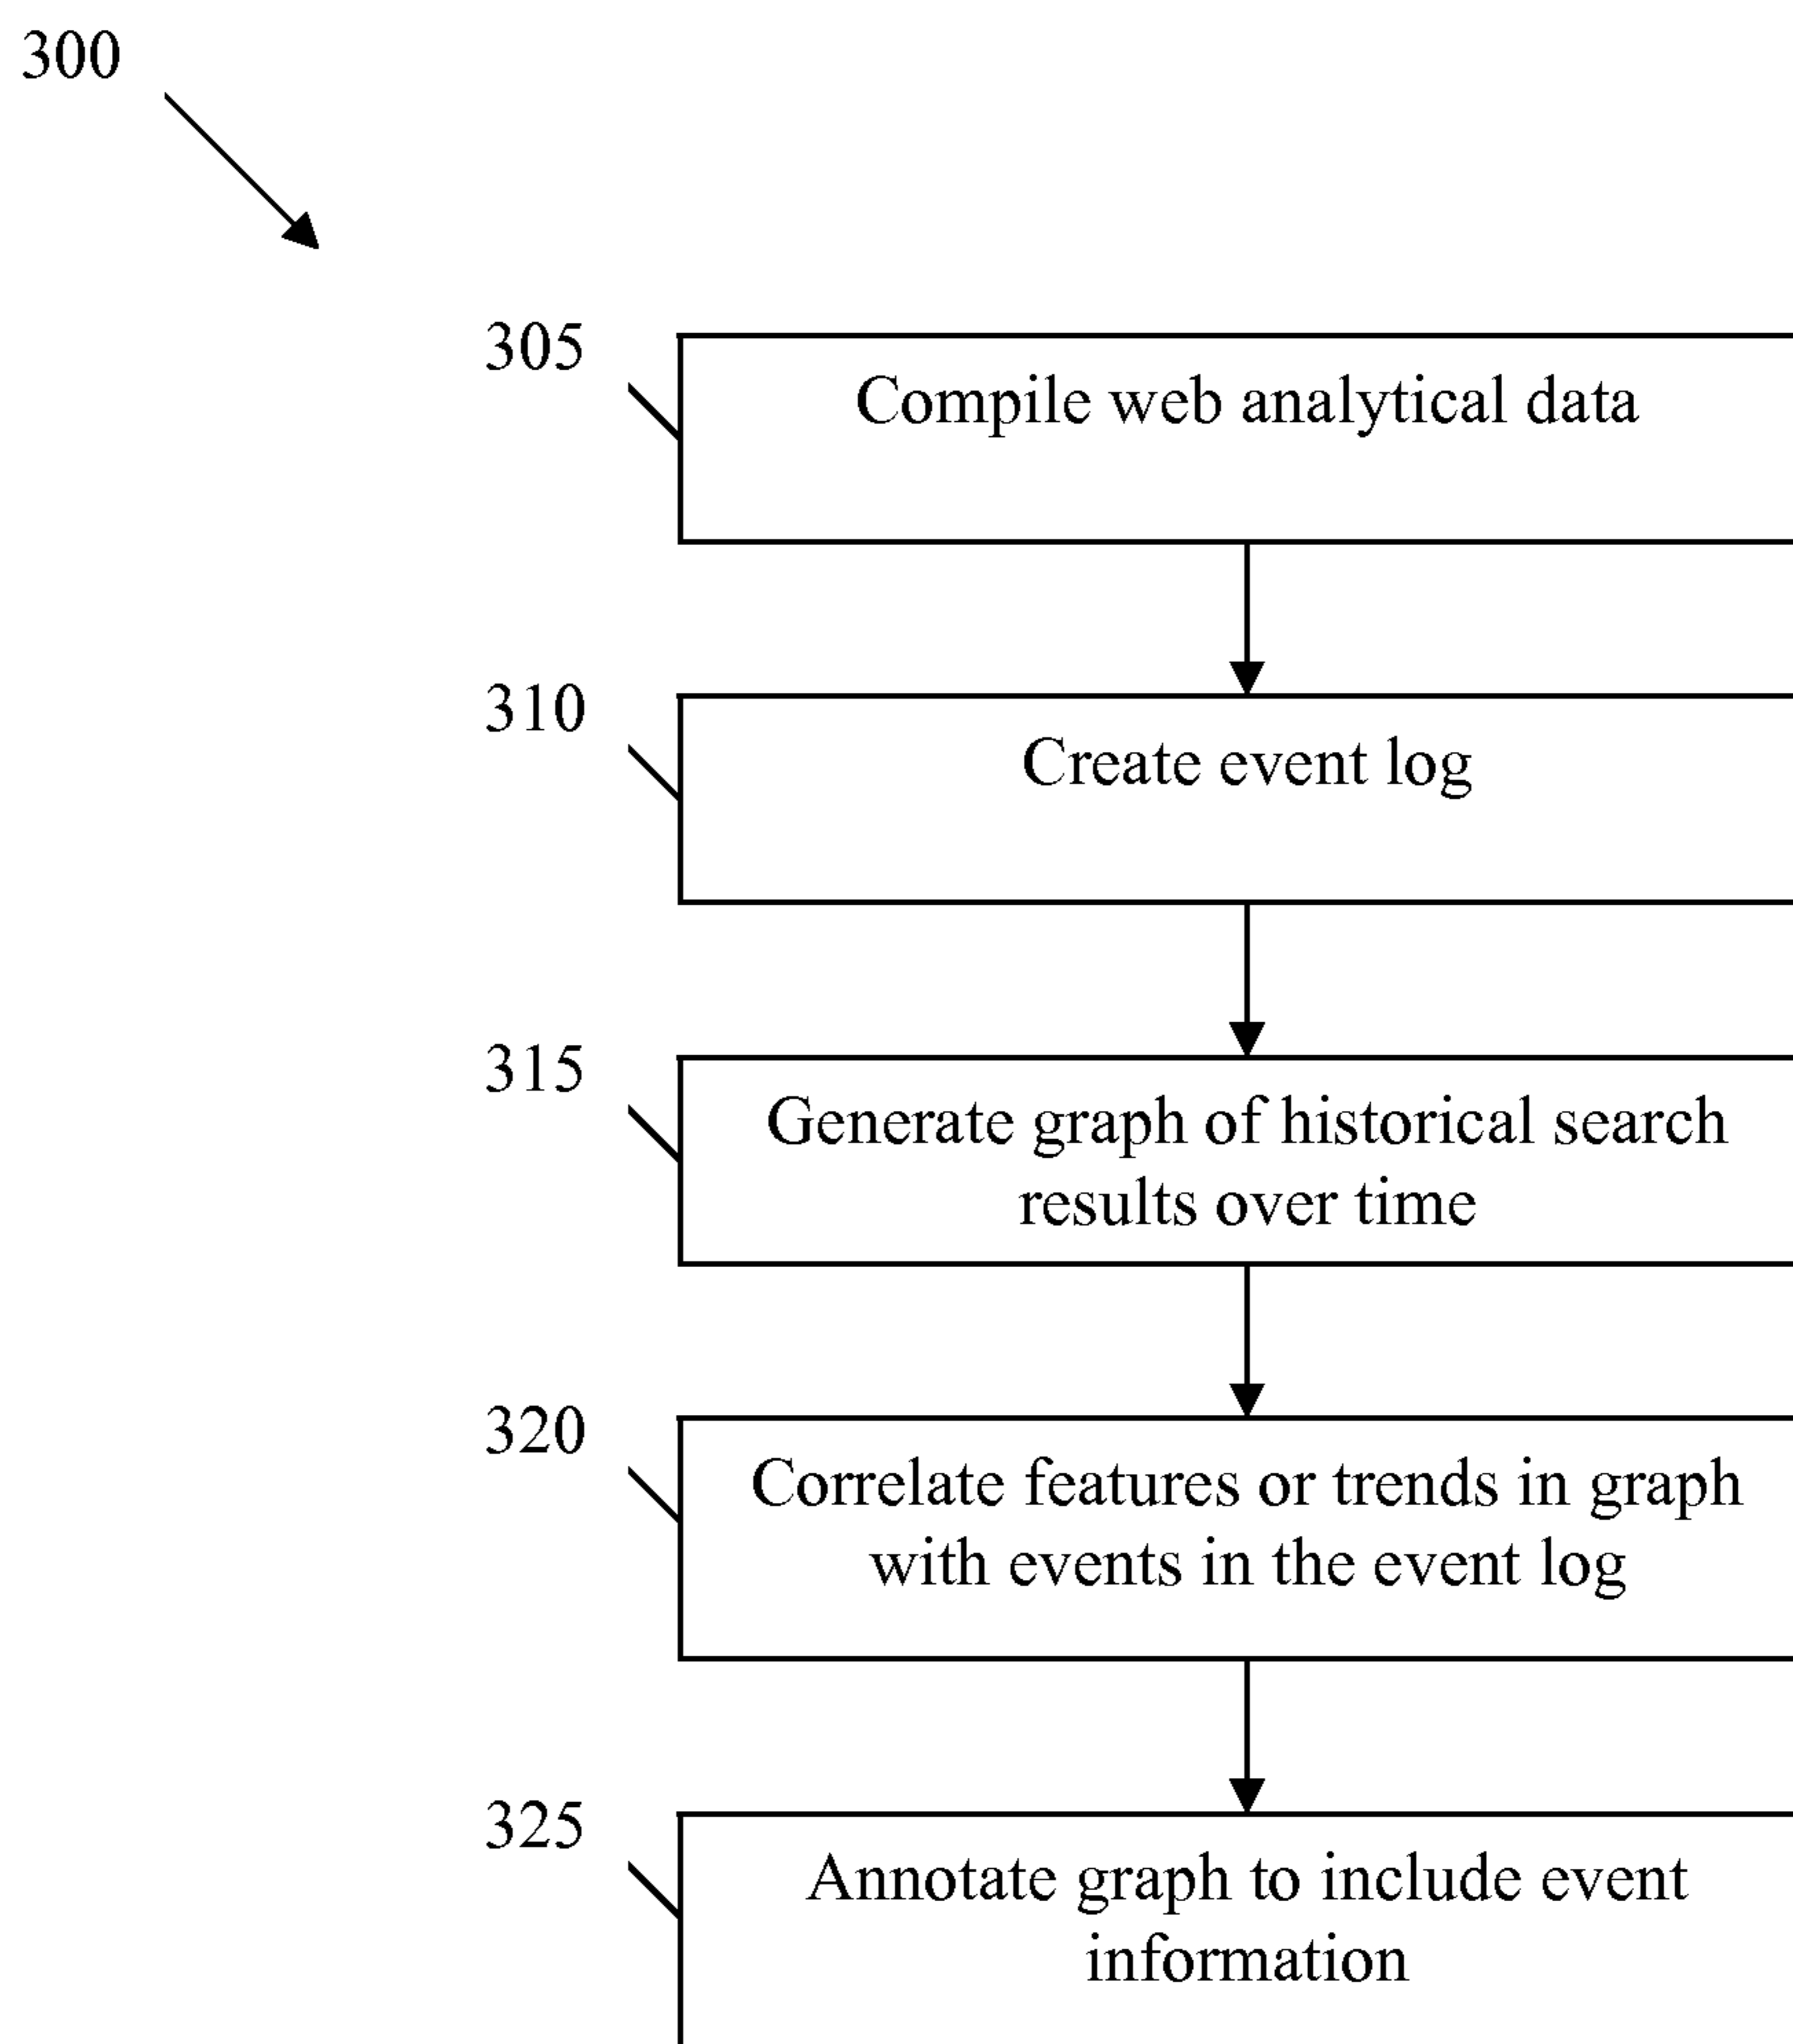 300
305
Compile web analytical data
310
Create event log
315
Generate graph of historical search
results over time
320
Correlate features or trends in graph
with events in the event log
325
Annotate graph to include event
information